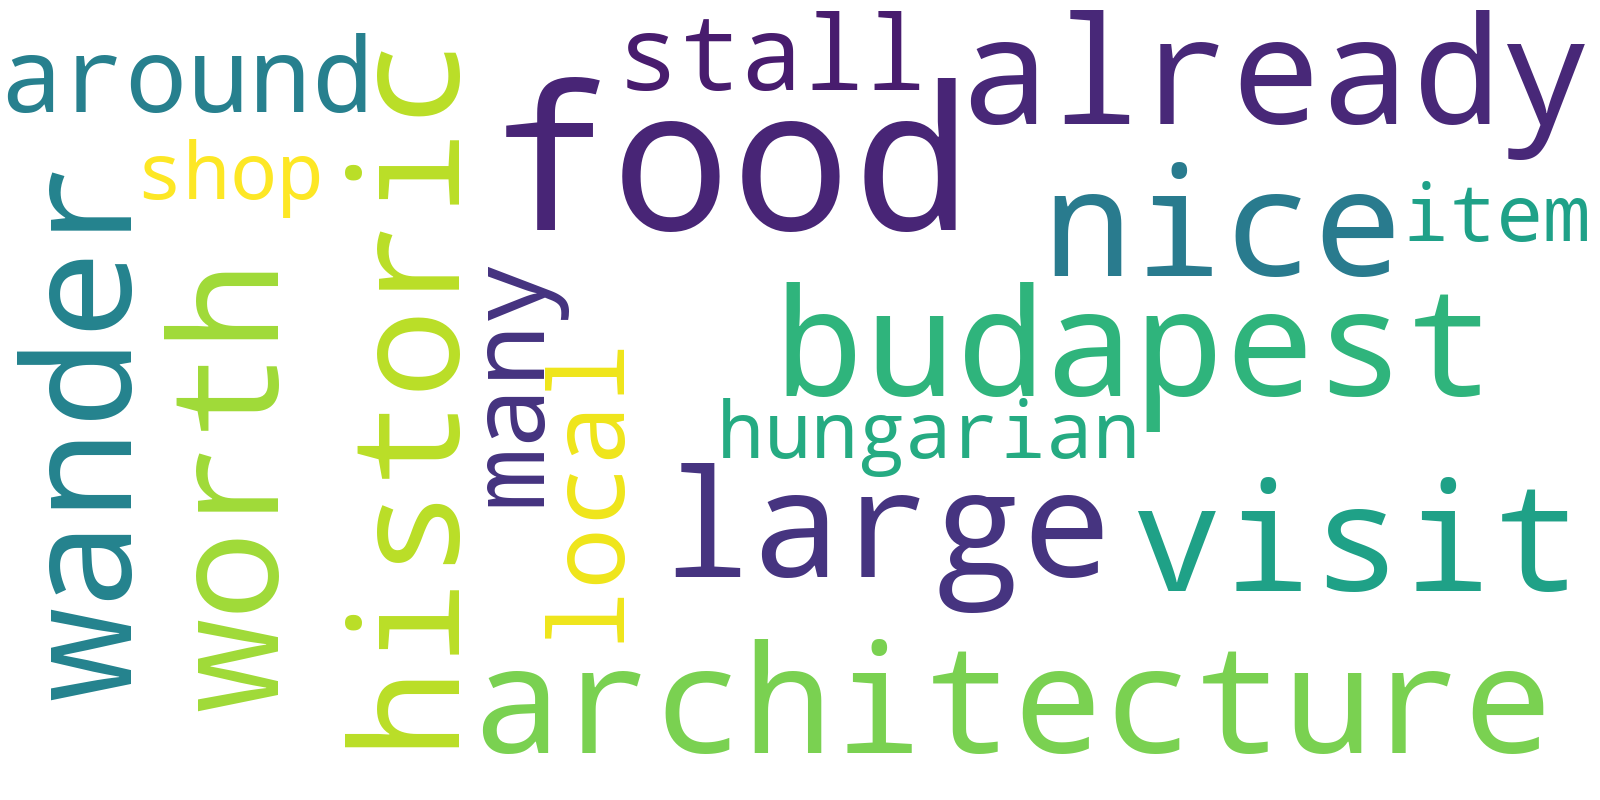 around
stall
already
food
shop
nice
item
wander
worth
historic
many
budapest
local
hungarian
large
visit
architecture